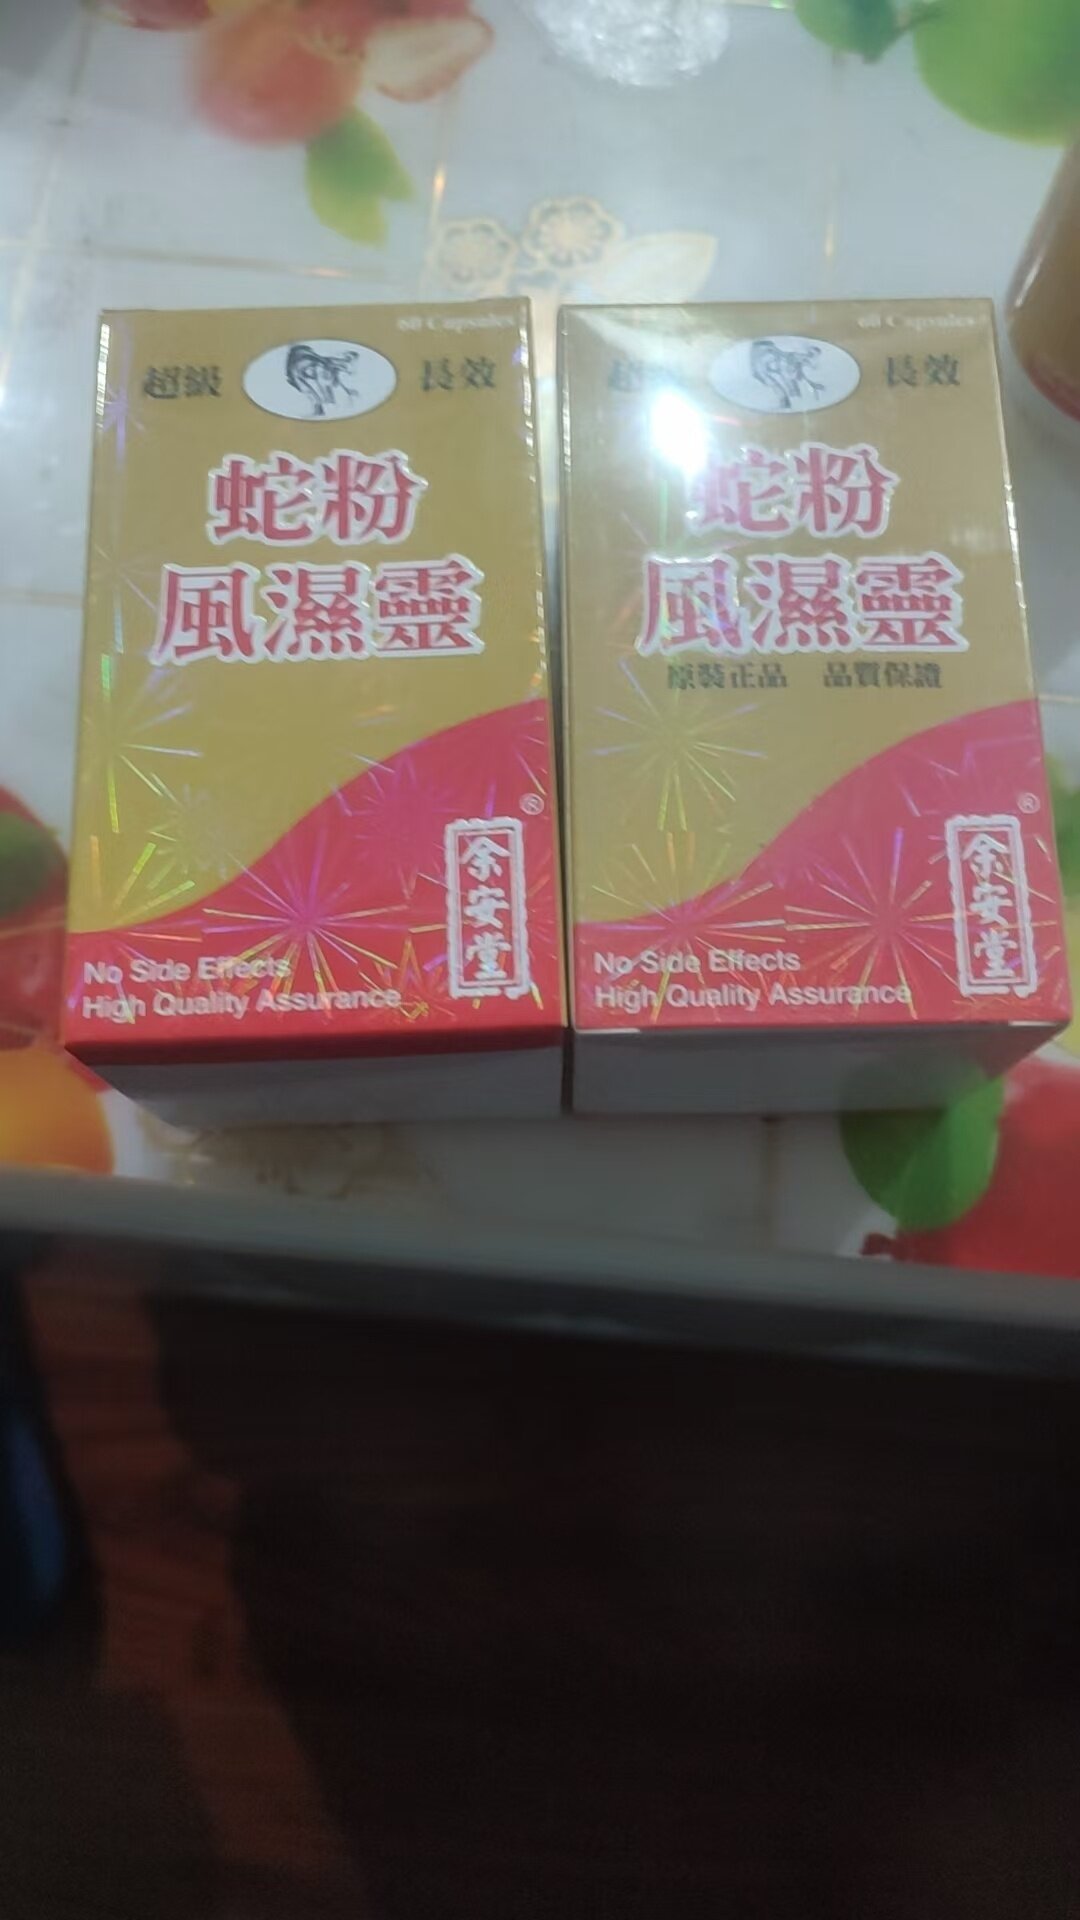 60 Capsules
超級 長效
蛇粉
風濕靈
余安堂
®
No Side Effects
High Quality Assurance
60 Capsules
超 長效
蛇粉
風濕靈
原裝正品 品質保證
余安堂
®
No Side Effects
High Quality Assurance